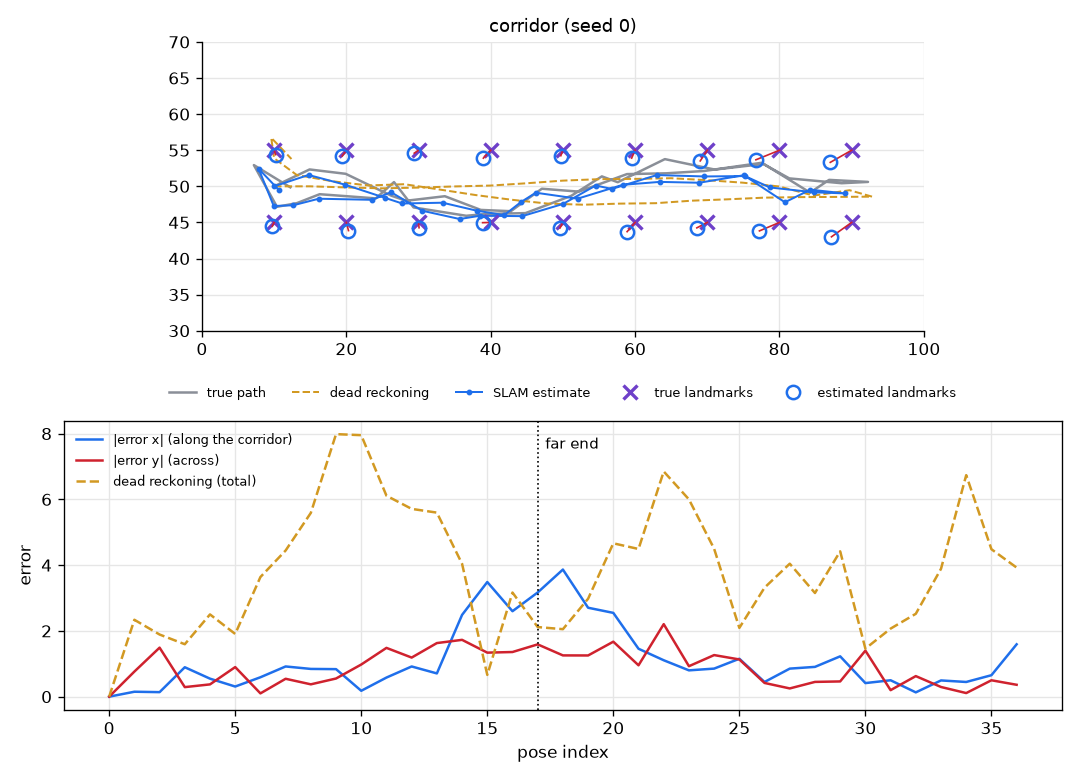 corridor (seed 0)
70
65
60
55
50
45
40
35
30
0 20 40 60 80 100
true path dead reckoning SLAM estimate true landmarks estimated landmarks
|error x| (along the corridor)
|error y| (across)
dead reckoning (total)
far end
error
8
6
4
2
0
0 5 10 15 20 25 30 35
pose index